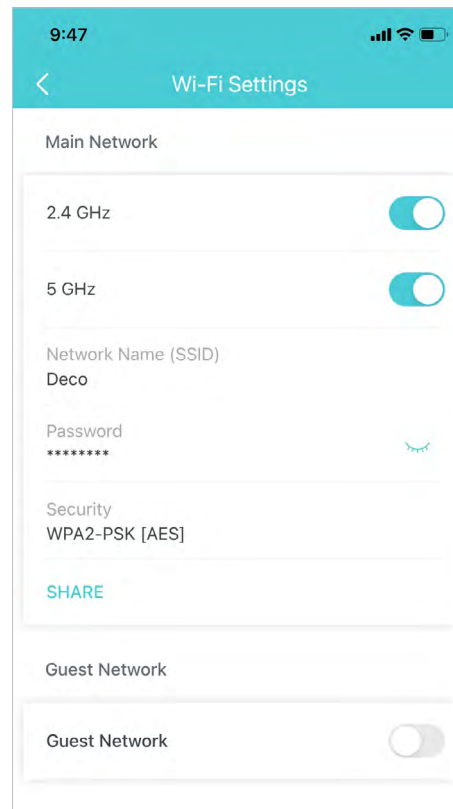 9:47
Wi-Fi Settings
Main Network
2.4 GHz
5 GHz
Network Name (SSID)
Deco
Password
********
Security
WPA2-PSK [AES]
SHARE
Guest Network
Guest Network